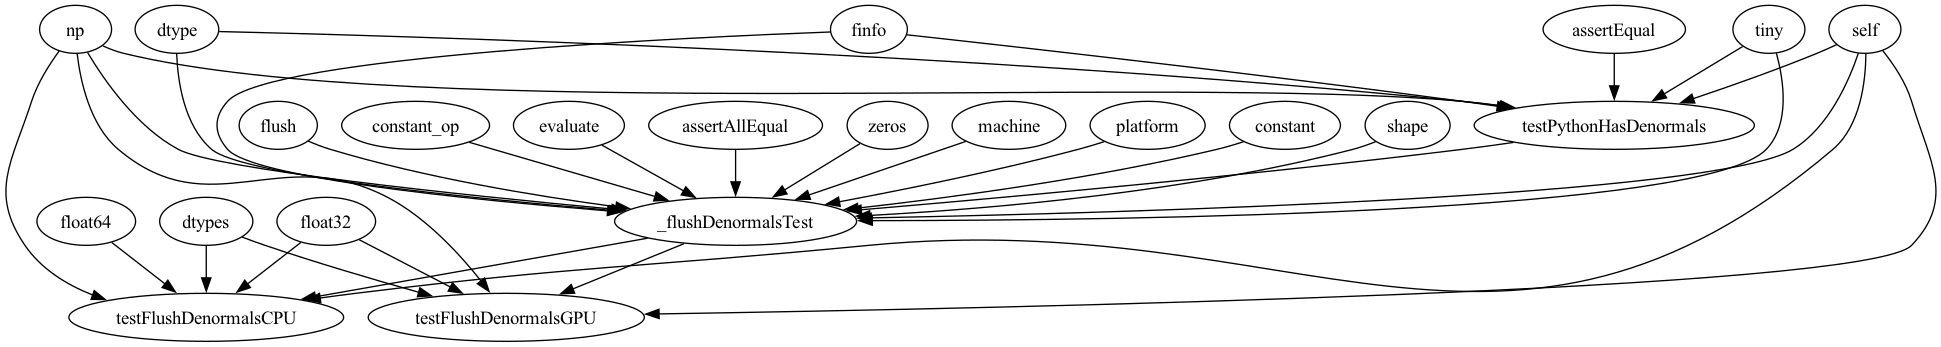 np
dtype
finfo
assertEqual
tiny
self
flush
constant_op
evaluate
assertAllEqual
zeros
machine
platform
constant
shape
testPythonHasDenormals
float64
dtypes
float32
_flushDenormalsTest
testFlushDenormalsCPU
testFlushDenormalsGPU